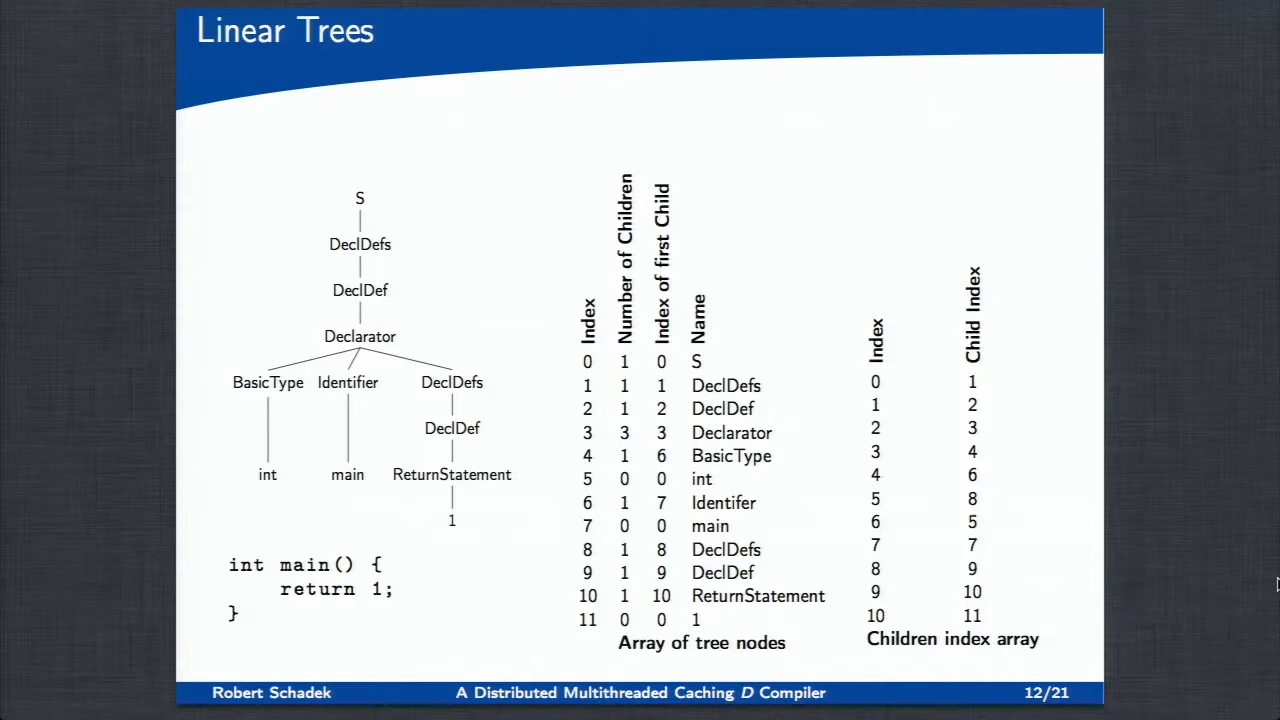 Linear Trees
S
DeclDefs
DeclDef
Declarator
BasicType Identifier DeclDefs
DeclDef
int main ReturnStatement
1
int main() {
return 1;
}
Index Number of Children Index of first Child Name
0 1 0 S
1 1 1 DeclDefs
2 1 2 DeclDef
3 3 3 Declarator
4 1 6 BasicType
5 0 0 int
6 1 7 Identifer
7 0 0 main
8 1 8 DeclDefs
9 1 9 DeclDef
10 1 10 ReturnStatement
11 0 0 1
Array of tree nodes
Index Child Index
0 1
1 2
2 3
3 4
4 6
5 8
6 5
7 7
8 9
9 10
10 11
Children index array
Robert Schadek A Distributed Multithreaded Caching D Compiler 12/21